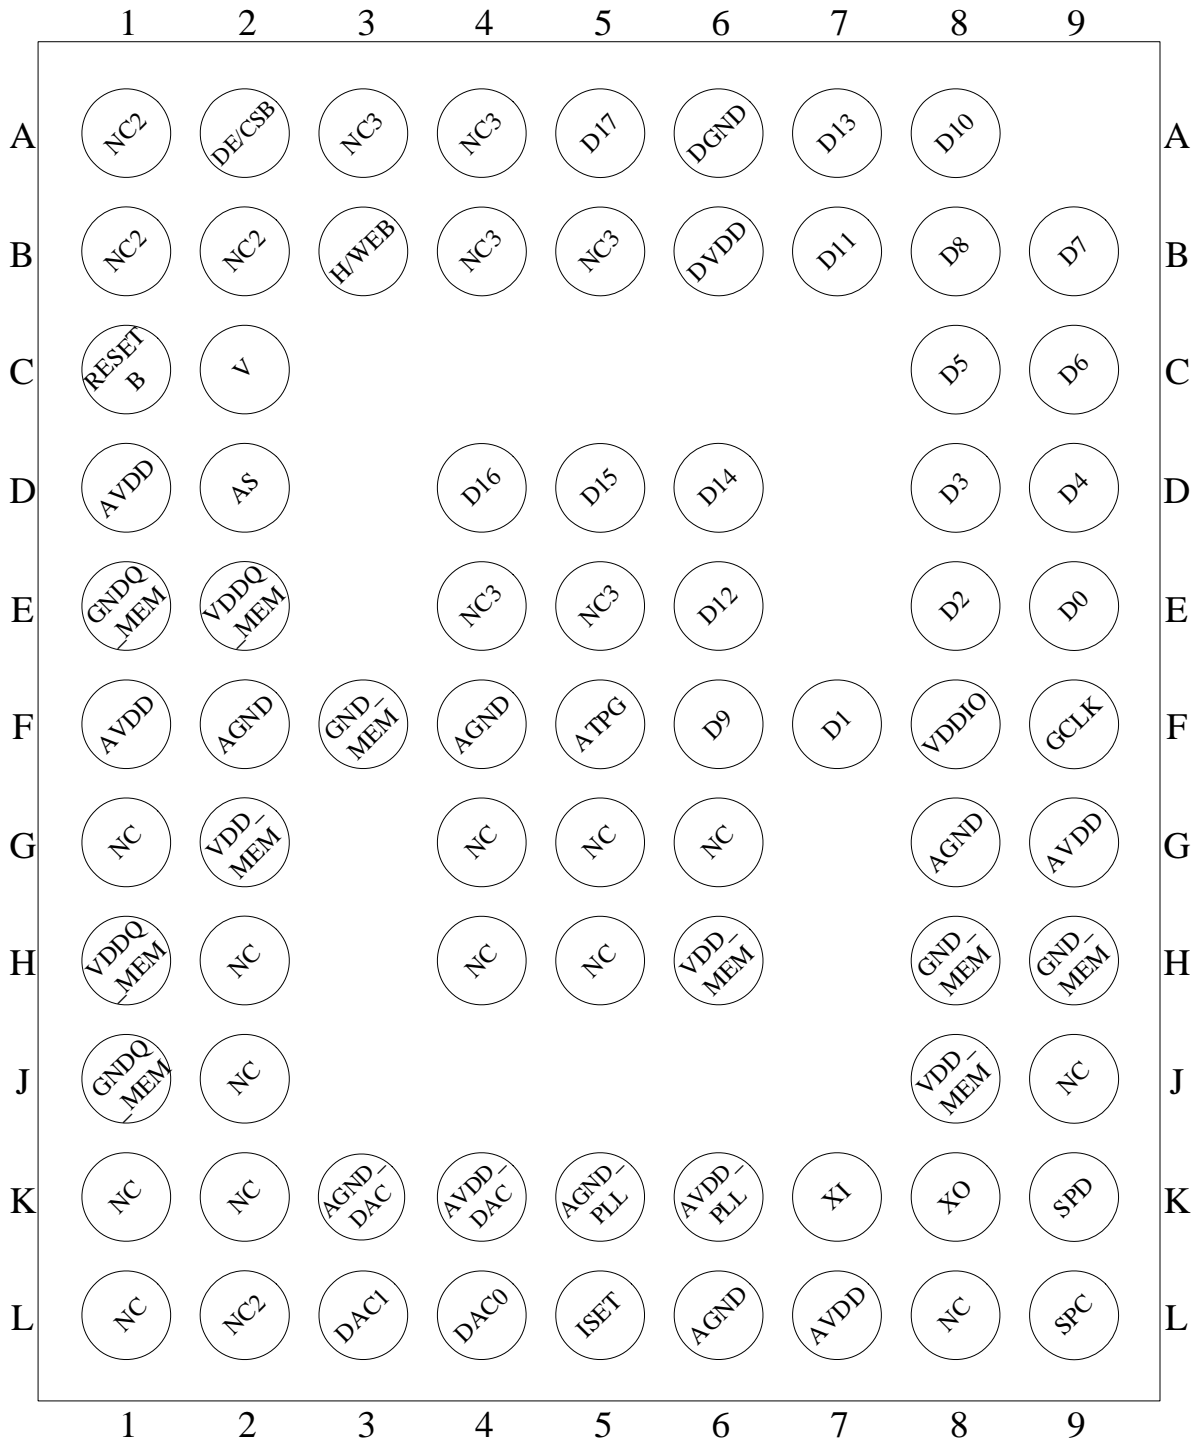 1 2 3 4 5 6 7 8 9
A NC2 DE/CSB NC3 NC3 D17 DGND D13 D10 A
B NC2 NC2 H/WEB NC3 NC3 DVDD D11 D8 D7 B
C RESET B V D5 D6 C
D AVDD AS D16 D15 D14 D3 D4 D
E GNDQ _MEM VDDQ _MEM NC3 NC3 D12 D2 D0 E
F AVDD AGND GND_ MEM AGND ATPG D9 D1 VDDIO GCLK F
G NC VDD_ MEM NC NC NC AGND AVDD G
H VDDQ _MEM NC NC NC VDD_ MEM GND_ MEM GND_ MEM H
J GNDQ _MEM NC VDD_ MEM NC J
K NC NC AGND_ DAC AVDD_ DAC AGND_ PLL AVDD_ PLL XI XO SPD K
L NC NC2 DAC1 DAC0 ISET AGND AVDD NC SPC L
1 2 3 4 5 6 7 8 9